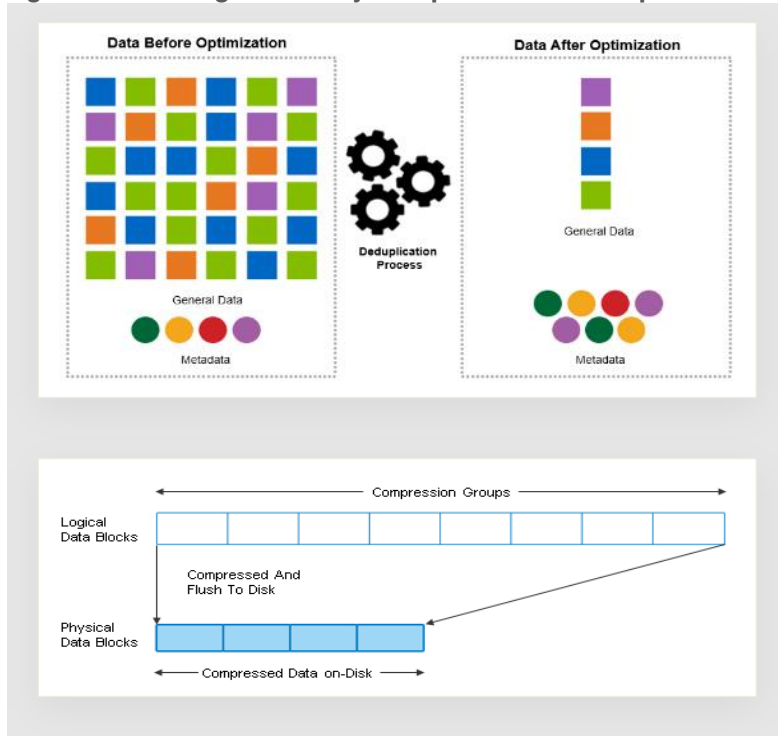 Data Before Optimization
Data After Optimization
General Data
Metadata
Deduplication
Process
General Data
Metadata
Compression Groups
Logical
Data Blocks
Compressed And
Flush To Disk
Physical
Data Blocks
Compressed Data on-Disk